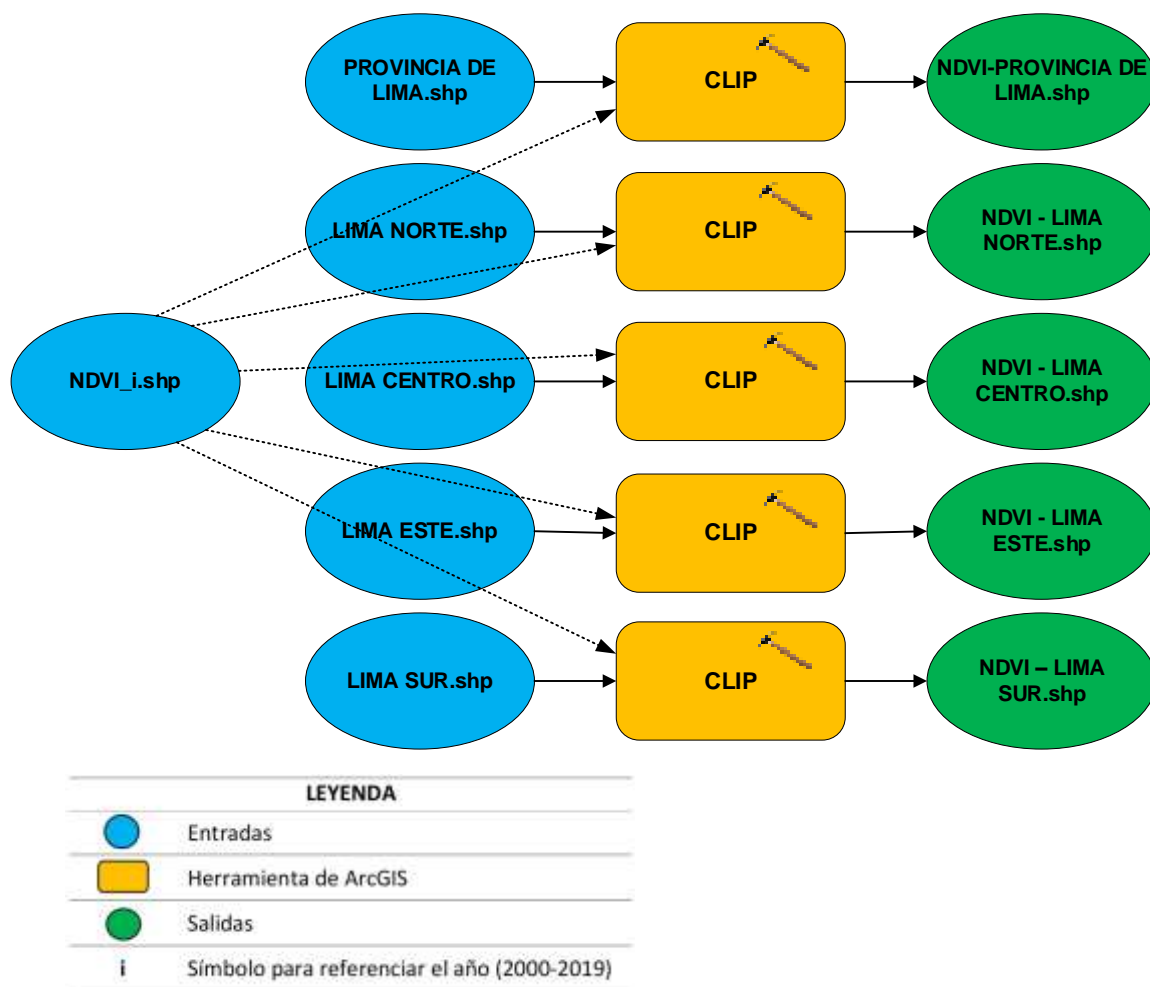 PROVINCIA DE
LIMA.shp
CLIP
NDVI-PROVINCIA DE
LIMA.shp
LIMA NORTE.shp
CLIP
NDVI - LIMA
NORTE.shp
NDVI_i.shp
LIMA CENTRO.shp
CLIP
NDVI - LIMA
CENTRO.shp
LIMA ESTE.shp
CLIP
NDVI - LIMA
ESTE.shp
LIMA SUR.shp
CLIP
NDVI – LIMA
SUR.shp
LEYENDA
Entradas
Herramienta de ArcGIS
Salidas
i Símbolo para referenciar el año (2000-2019)